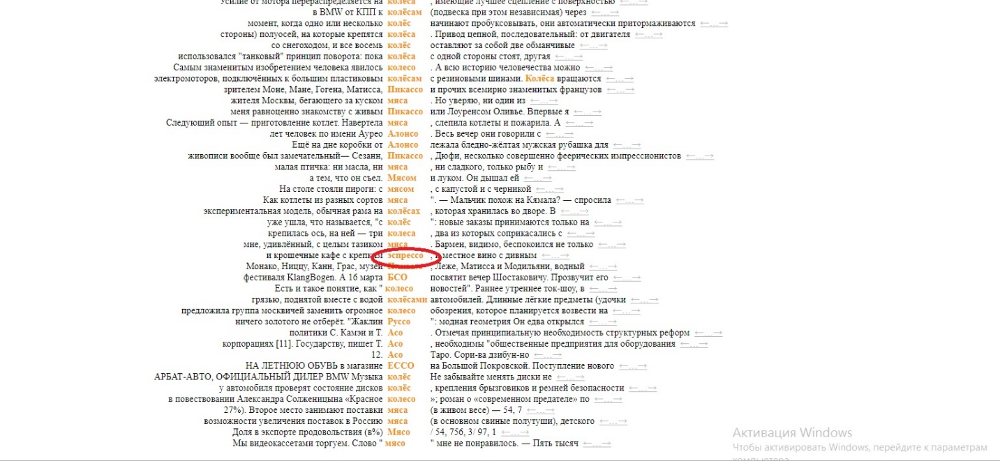 Усилие от мотора перераспределяется на колёса , имеющие лучшее сцепление с поверхностью ←…→
в BMW от КПП к колёсам (подвеска при этом независимая) через ←…→
момент, когда одно или несколько колёс начинают пробуксовывать, они автоматически притормаживаются ←…→
стороны) полуосей, на которые крепятся колёса . Привод цепной, последовательный: от двигателя ←…→
со снегоходом, и все восемь колёс оставляют за собой две обманчивые ←…→
использовался "танковый" принцип поворота: пока колёса с одной стороны стоят, другая ←…→
Самым знаменитым изобретением человека явилось колесо . А всю историю человечества можно ←…→
электромоторов, подключённых к большим пластиковым колёсам с резиновыми шинами. Колёса вращаются ←…→
зрителем Моне, Мане, Гогена, Матисса, Пикассо и прочих всемирно знаменитых французов ←…→
жителя Москвы, бегающего за куском мяса . Но уверяю, ни один из ←…→
меня равноценно знакомству с живым Пикассо или Лоуренсом Оливье. Впервые я ←…→
Следующий опыт — приготовление котлет. Навертела мяса , слепила котлеты и пожарила. А ←…→
лет человек по имени Аурео Алонсо . Весь вечер они говорили с ←…→
Ещё на дне коробки от Алонсо лежала бледно-жёлтая мужская рубашка для ←…→
живописи вообще был замечательный— Сезанн, Пикассо , Дюфи, несколько совершенно феерических импрессионистов ←…→
малая птичка: ни масла, ни мяса , ни сладкого, только рыбу и ←…→
а тем, что он съел. Мясом и луком. Он дышал ей ←…→
На столе стояли пироги: с мясом , с капустой и с черникой ←…→
Как котлеты из разных сортов мяса ". — Мальчик похож на Кямала? — спросила ←…→
экспериментальная модель, обычная рама на колёсах , которая хранилась во дворе. В ←…→
уже ушла, что называется, "с колёс ": новые заказы принимаются только на ←…→
крепилась ось, на ней — три колеса , два из которых соприкасались с ←…→
мне, удивлённый, с целым тазиком мяса . Бармен, видимо, беспокоился не только ←…→
и крошечные кафе с крепким эспрессо , и местное вино с дивным ←…→
Монако, Ниццу, Канн, Грас, музеи Пикассо , Леже, Матисса и Модильяни, водный ←…→
фестиваля KlangBogen. А 16 марта БСО посвятит вечер Шостаковичу. Прозвучит его ←…→
Есть и такое понятие, как " колесо новостей". Раннее утреннее ток-шоу, в ←…→
грязью, поднятой вместе с водой колёсами автомобилей. Длинные лёгкие предметы (удочки ←…→
предложила группа москвичей заменить огромное колесо обозрения, которое планируется возвести на ←…→
ничего золотого не отберёт. "Жаклин Руссо ": модная геометрия Он едва открылся ←…→
политики С. Камэи и Т. Асо . Отмечая принципиальную необходимость структурных реформ ←…→
корпорациях [11]. Государству, пишет Т. Асо , необходимы "общественные предприятия для оборудования ←…→
12. Асо Таро. Сори-ва дзибун-но ←…→
НА ЛЕТНЮЮ ОБУВЬ в магазине ЕССО на Большой Покровской. Поступление нового ←…→
АРБАТ-АВТО, ОФИЦИАЛЬНЫЙ ДИЛЕР BMW Музыка колёс Не забывайте менять диски не ←…→
у автомобиля проверят состояние дисков колёс , крепления брызговиков и ремней безопасности ←…→
в повествовании Александра Солженицына «Красное колесо »; роман о «современном предателе» по ←…→
27%). Второе место занимают поставки мяса (в живом весе) — 54, 7 ←…→
возможности увеличения поставок в Россию мяса (в основном свиные полутуши), детского ←…→
Доля в экспорте продовольствия (в%) Мясо / 54, 756, 3/ 97, 1 ←…→
Мы видеокассетами торгуем. Слово " мясо " мне не понравилось. — Пять тысяч ←…→
Активация Windows
Чтобы активировать Windows, перейдите к параметрам
компьютера.